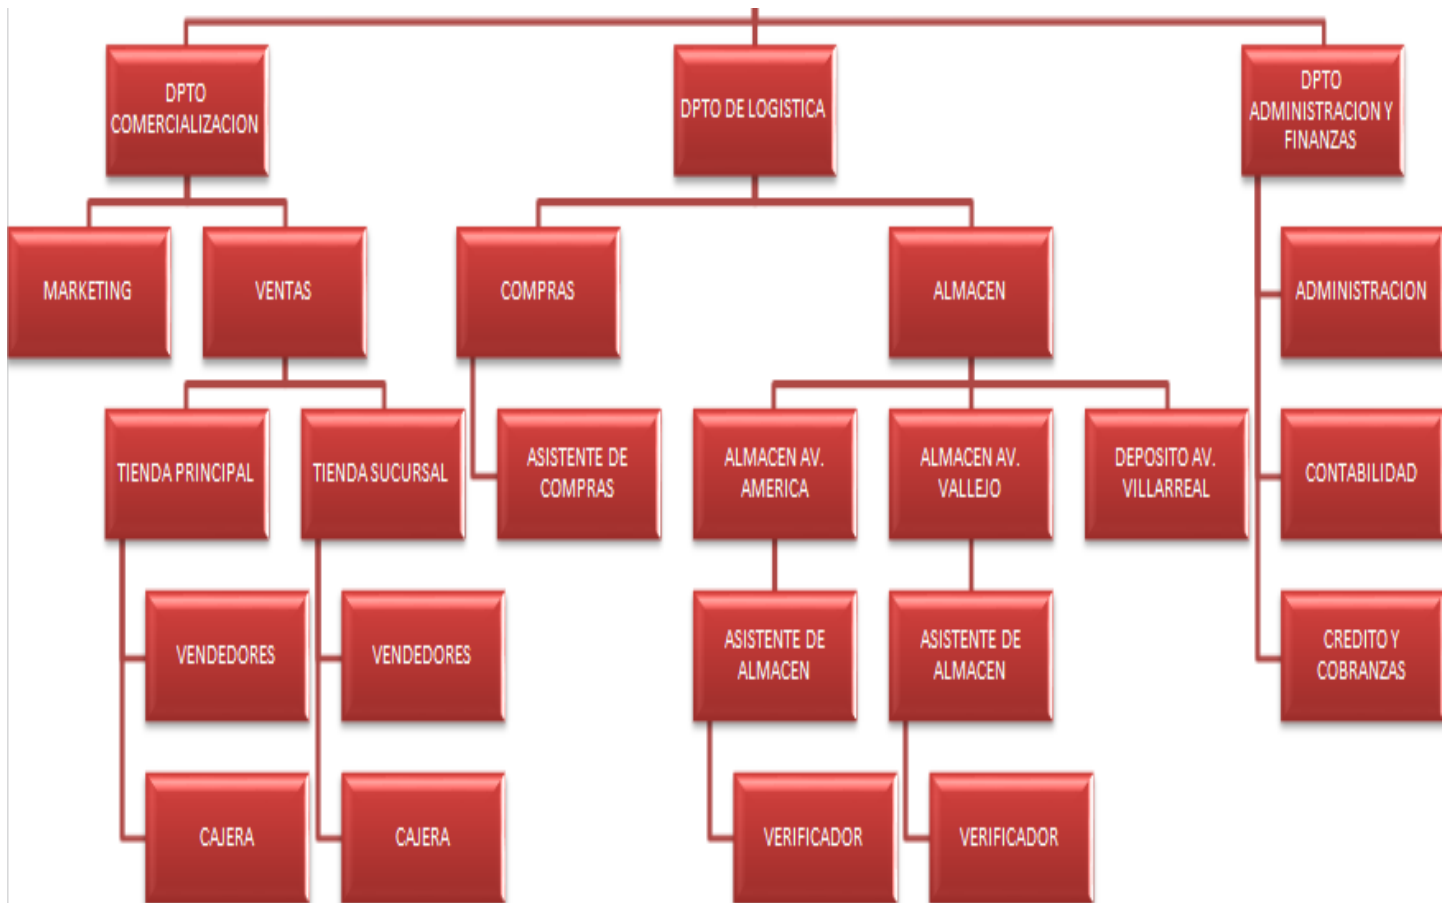 DPTO
COMERCIALIZACION
DPTO DE LOGISTICA
DPTO
ADMINISTRACION Y
FINANZAS
MARKETING
VENTAS
COMPRAS
ALMACEN
ADMINISTRACION
TIENDA PRINCIPAL
TIENDA SUCURSAL
ASISTENTE DE
COMPRAS
ALMACEN AV.
AMERICA
ALMACEN AV.
VALLEJO
DEPOSITO AV.
VILLARREAL
CONTABILIDAD
VENDEDORES
VENDEDORES
ASISTENTE DE
ALMACEN
ASISTENTE DE
ALMACEN
CREDITO Y
COBRANZAS
CAJERA
CAJERA
VERIFICADOR
VERIFICADOR